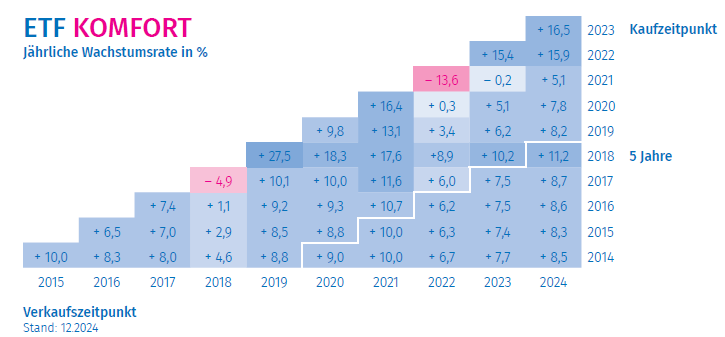 ETF KOMFORT
Jährliche Wachstumsrate in %
+ 16,5 2023 Kaufzeitpunkt
+ 15,4 + 15,9 2022
– 13,6 – 0,2 + 5,1 2021
+ 16,4 + 0,3 + 5,1 + 7,8 2020
+ 9,8 + 13,1 + 3,4 + 6,2 + 8,2 2019
+ 27,5 + 18,3 + 17,6 +8,9 + 10,2 + 11,2 2018 5 Jahre
– 4,9 + 10,1 + 10,0 + 11,6 + 6,0 + 7,5 + 8,7 2017
+ 7,4 + 1,1 + 9,2 + 9,3 + 10,7 + 6,2 + 7,5 + 8,6 2016
+ 6,5 + 7,0 + 2,9 + 8,5 + 8,8 + 10,0 + 6,3 + 7,4 + 8,3 2015
+ 10,0 + 8,3 + 8,0 + 4,6 + 8,8 + 9,0 + 10,0 + 6,7 + 7,7 + 8,5 2014
2015 2016 2017 2018 2019 2020 2021 2022 2023 2024
Verkaufszeitpunkt
Stand: 12.2024